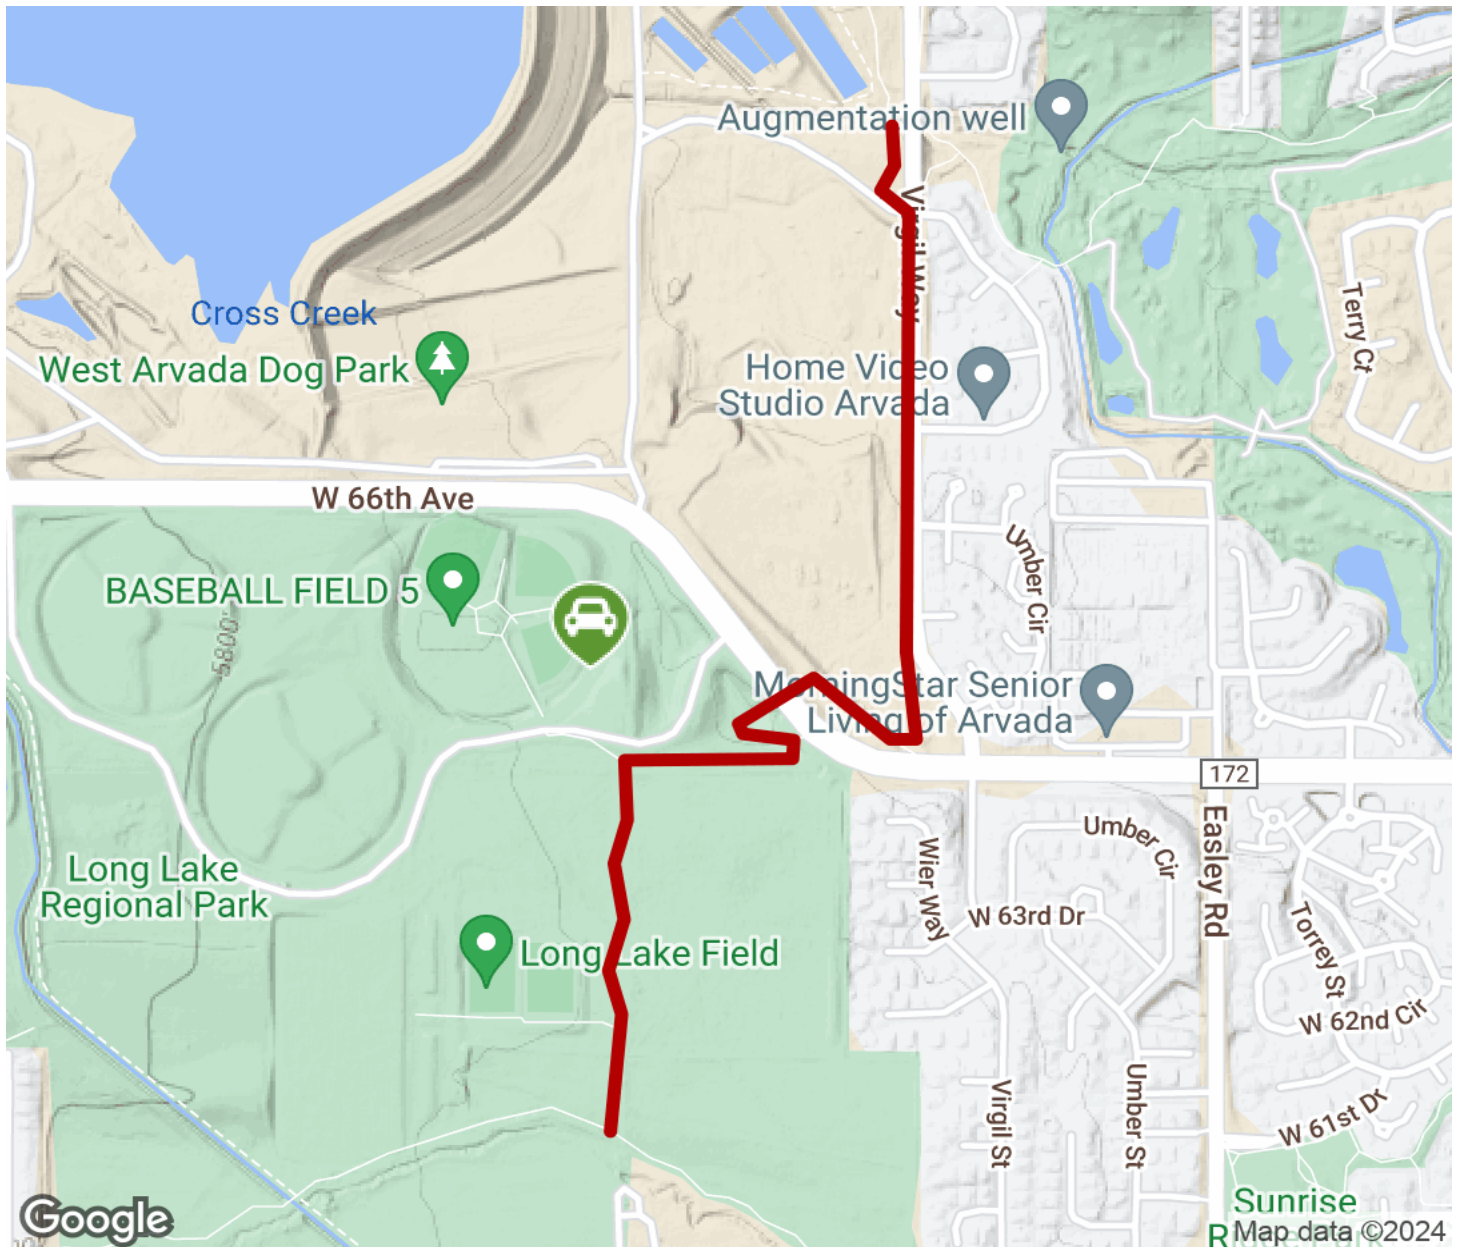 Augmentation well
Virgil Way
Cross Creek
Terry Ct
West Arvada Dog Park
Home Video
Studio Arvada
W 66th Ave
Umber Cir
BASEBALL FIELD 5
5800
MorningStar Senior
Living of Arvada
172
Umber Cir
Easley Rd
Wier Way
Long Lake
Regional Park
W 63rd Dr
Torrey St
Long Lake Field
W 62nd Cir
Virgil St
Umber St
W 61st Dr
Sunrise
Google
Map data ©2024